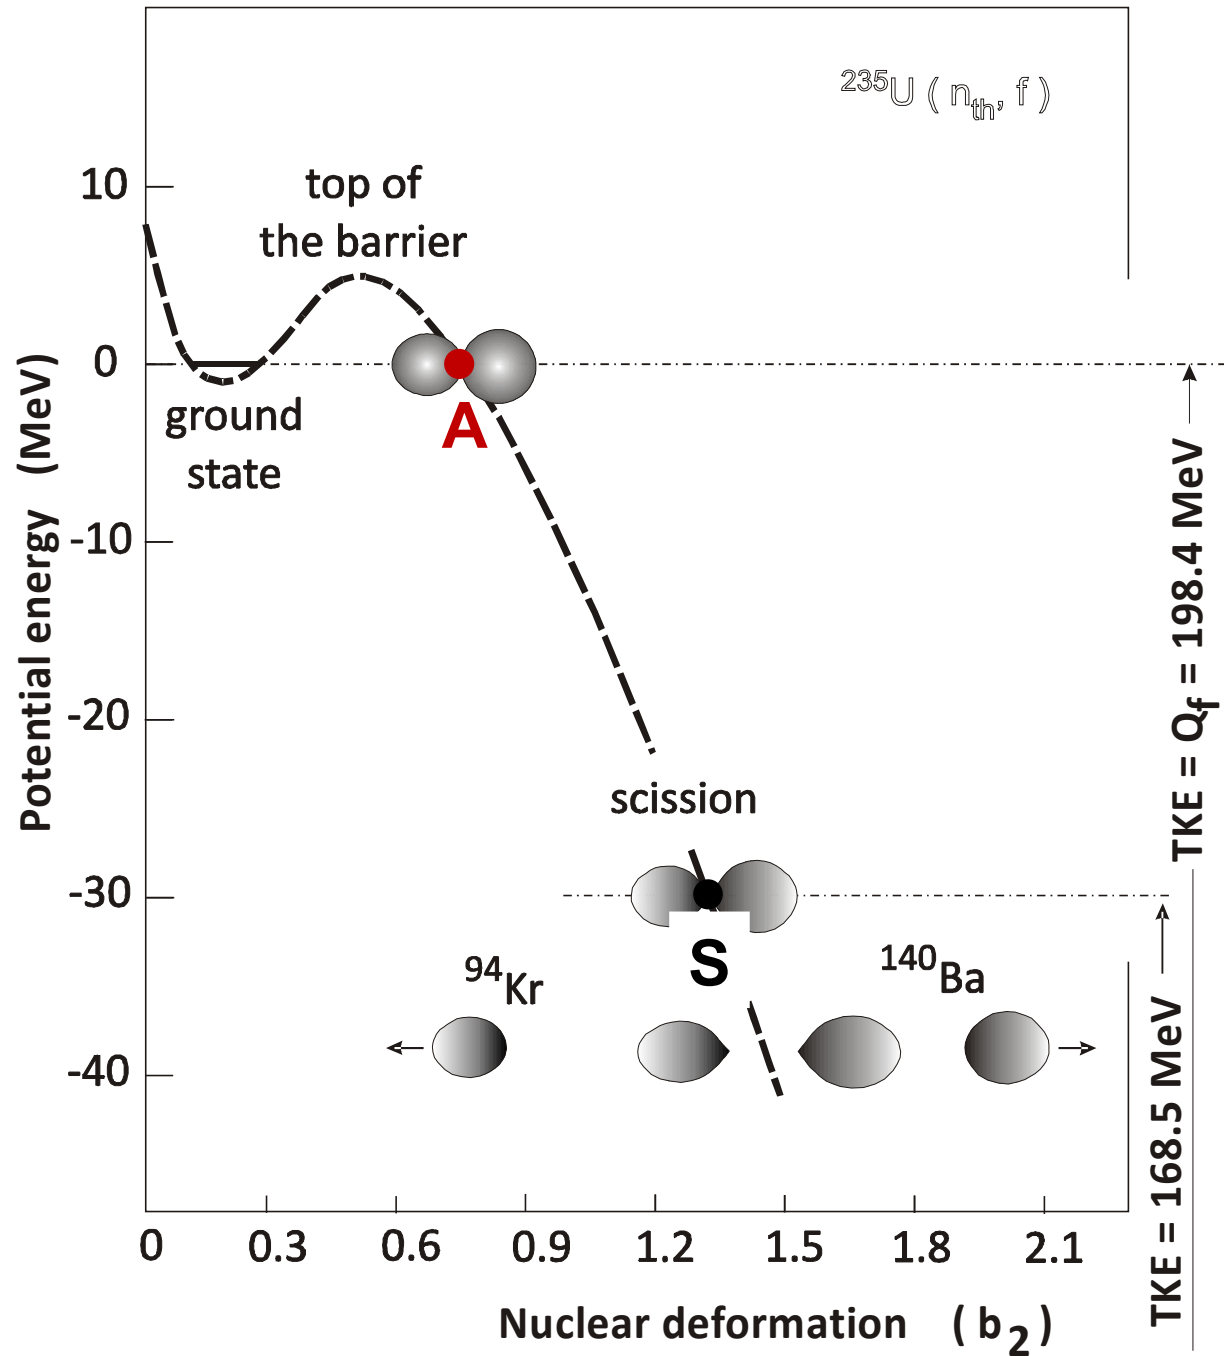 ²³⁵U ( nₜₕ, f )
10
top of
the barrier
0
A
ground
state
-10
-20
scission
-30
S
⁹⁴Kr
¹⁴⁰Ba
-40
0 0.3 0.6 0.9 1.2 1.5 1.8 2.1
Nuclear deformation ( b₂ )
Potential energy (MeV)
TKE = Q_f = 198.4 MeV
TKE = 168.5 MeV